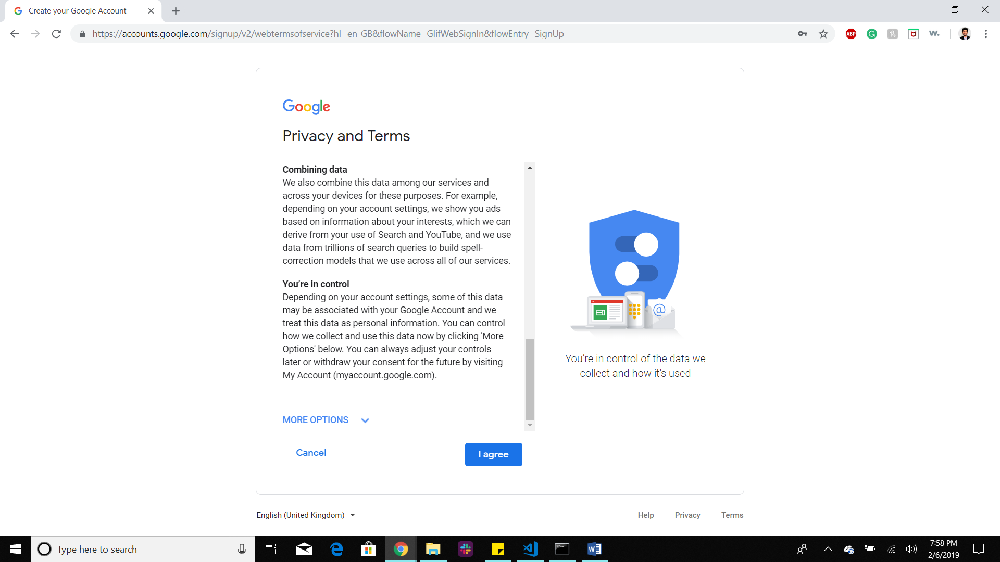 Create your Google Account
https://accounts.google.com/signup/v2/webtermsofservice?hl=en-GB&flowName=GlifWebSignIn&flowEntry=SignUp
ABP
w.
Google
Privacy and Terms
Combining data
We also combine this data among our services and
across your devices for these purposes. For example,
depending on your account settings, we show you ads
based on information about your interests, which we can
derive from your use of Search and YouTube, and we use
data from trillions of search queries to build spell-
correction models that we use across all of our services.
You’re in control
Depending on your account settings, some of this data
may be associated with your Google Account and we
treat this data as personal information. You can control
how we collect and use this data now by clicking 'More
Options' below. You can always adjust your controls
later or withdraw your consent for the future by visiting
My Account (myaccount.google.com).
MORE OPTIONS
Cancel
I agree
@
You’re in control of the data we
collect and how it’s used
English (United Kingdom)
Help
Privacy
Terms
Type here to search
7:58 PM
2/6/2019